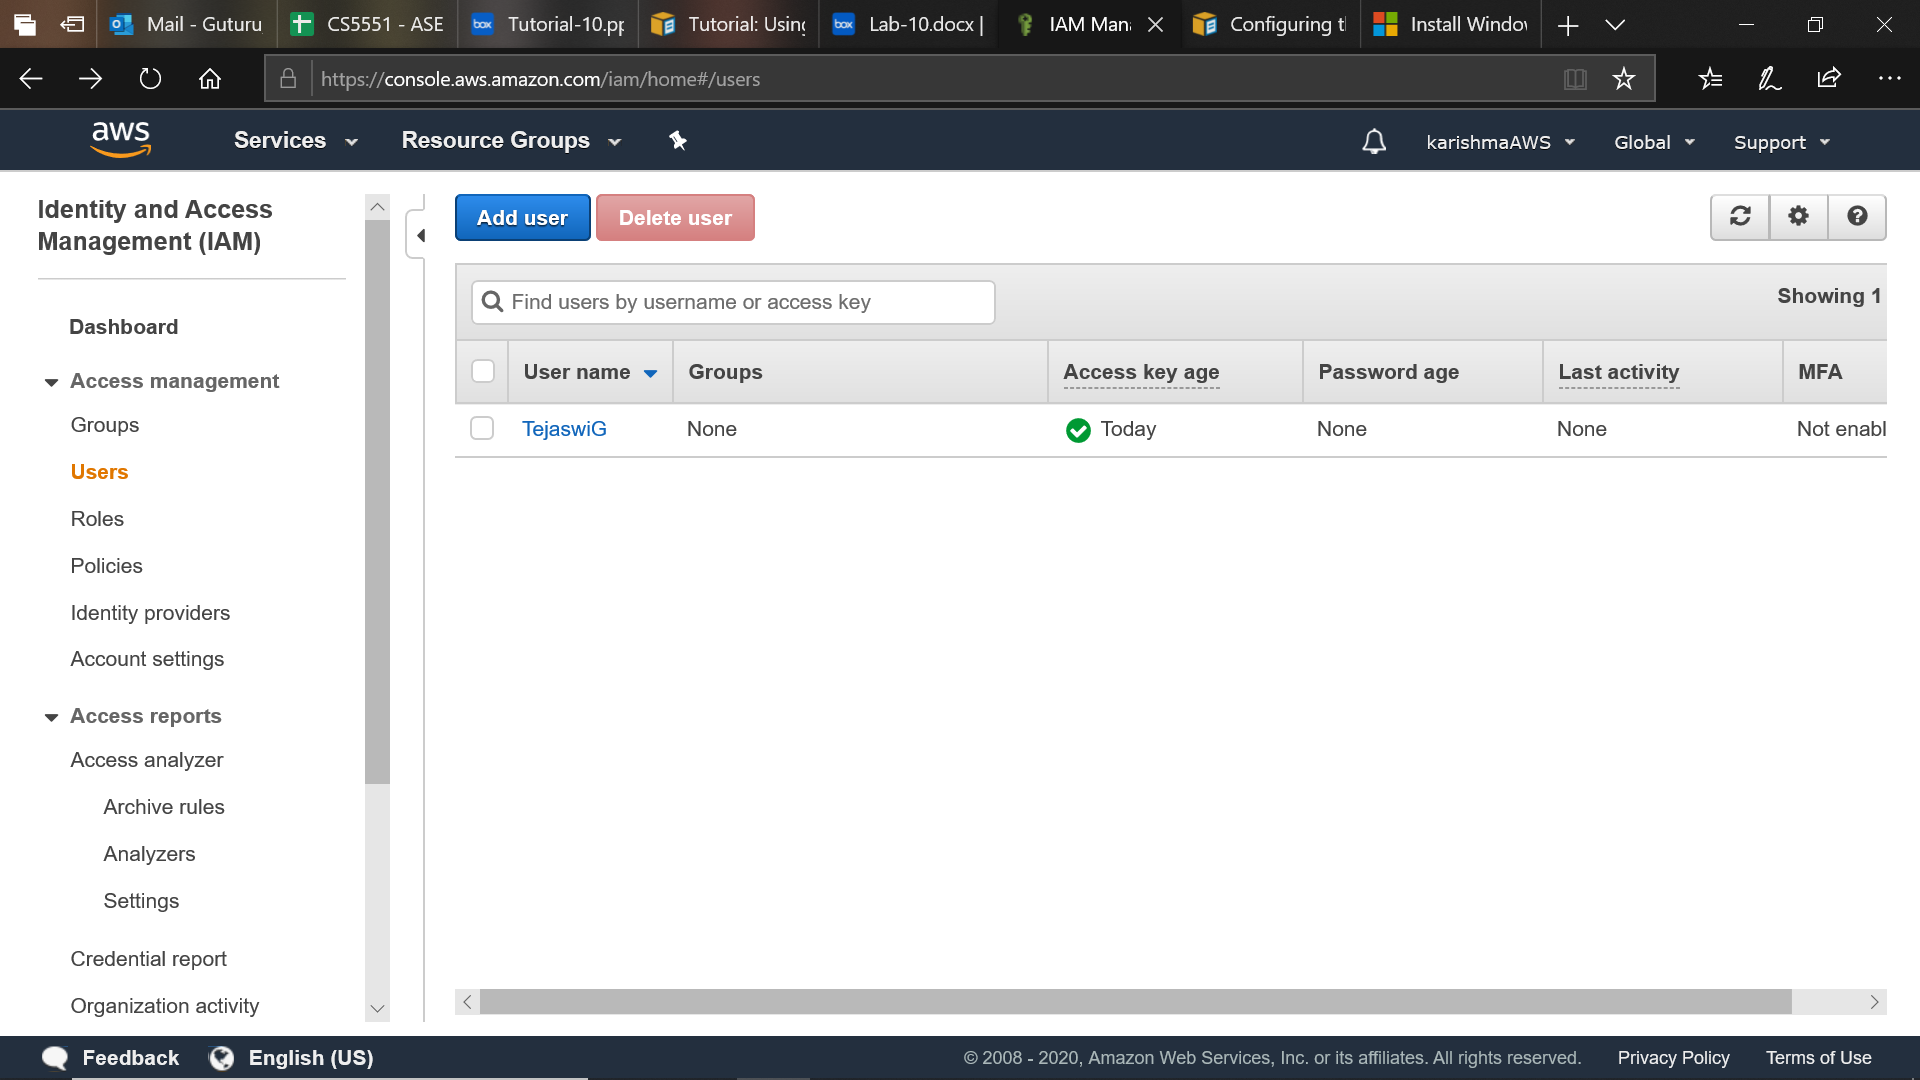 Mail - Guturu
CS5551 - ASE
box Tutorial-10.pp
Tutorial: Using
box Lab-10.docx |
IAM Man
Configuring t
Install Window
https://console.aws.amazon.com/iam/home#/users
aws
Services
Resource Groups
karishmaAWS
Global
Support
Identity and Access
Management (IAM)
Dashboard
Access management
Groups
Users
Roles
Policies
Identity providers
Account settings
Access reports
Access analyzer
Archive rules
Analyzers
Settings
Credential report
Organization activity
Add user
Delete user
Find users by username or access key
Showing 1
User name Groups Access key age Password age Last activity MFA
TejaswiG None Today None None Not enabl
Feedback
English (US)
© 2008 - 2020, Amazon Web Services, Inc. or its affiliates. All rights reserved.
Privacy Policy
Terms of Use